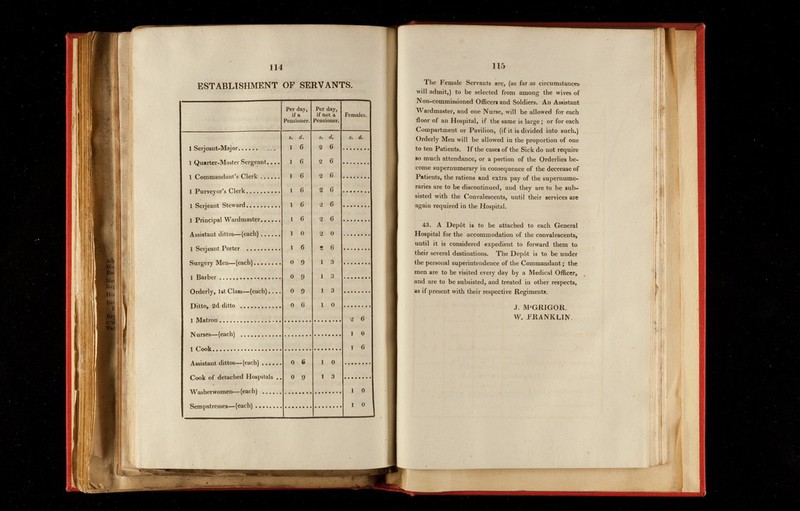 114
ESTABLISHMENT OF SERVANTS.
Per day, if a Pensioner. Per day, if not a Pensioner. Females.
s. d. s. d. s. d.
1 Serjeant-Major...... 1 6 2 6 ........
1 Quarter-Master Sergeant.... 1 6 2 6 ........
1 Commandant's Clerk ...... 1 6 2 6 ........
1 Purveyor's Clerk.......... 1 6 2 6 ........
1 Serjeant Steward.......... 1 6 2 6 ........
1 Principal Wardmaster...... 1 6 2 6 ........
Assistant dittos—(each) ...... 1 0 2 0 ........
1 Serjeant Porter .......... 1 6 2 6 ........
Surgery Men—(each)........ 0 9 1 3 ........
1 Barber .................. 0 9 1 3 ........
Orderly, 1st Class—(each).... 0 9 1 3 ........
Ditto, 2d ditto ............ 0 6 1 0 ........
1 Matron .................. ........ ........ 2 6
Nurses—(each) ............ ........ ........ 1 0
1 Cook.................... ........ ........ 1 6
Assistant dittos—(each) ...... 0 6 1 0 ........
Cook of detached Hospitals .. 0 9 1 3 ........
Washerwomen—(each) ...... ........ ........ 1 0
Sempstresses—(each) ........ ........ ........ 1 0
115
The Female Servants are, (as far as circumstances
will admit,) to be selected from among the wives of
Non-commissioned Officers and Soldiers. An Assistant
Wardmaster, and one Nurse, will be allowed for each
floor of an Hospital, if the same is large; or for each
Compartment or Pavilion, (if it is divided into such,)
Orderly Men will be allowed in the proportion of one
to ten Patients. If the cases of the Sick do not require
so much attendance, or a portion of the Orderlies be-
come supernumerary in consequence of the decrease of
Patients, the rations and extra pay of the supernume-
raries are to be discontinued, and they are to be sub-
sisted with the Convalescents, until their services are
again required in the Hospital.
43. A Depôt is to be attached to each General
Hospital for the accommodation of the convalescents,
until it is considered expedient to forward them to
their several destinations. The Depôt is to be under
the personal superintendence of the Commandant; the
men are to be visited every day by a Medical Officer,
and are to be subsisted, and treated in other respects,
as if present with their respective Regiments.
J. M'GRIGOR.
W. FRANKLIN.